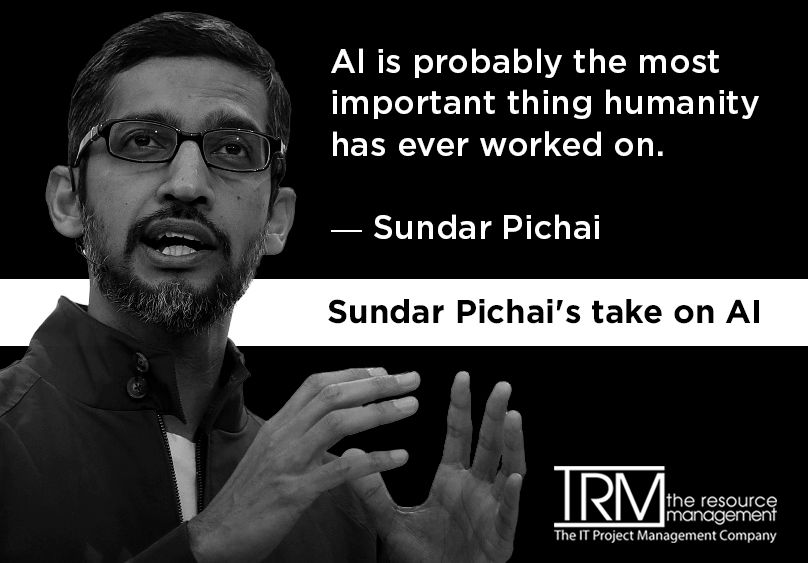 AI is probably the most
important thing humanity
has ever worked on.
— Sundar Pichai
Sundar Pichai's take on AI
TRM the resource
management
The IT Project Management Company